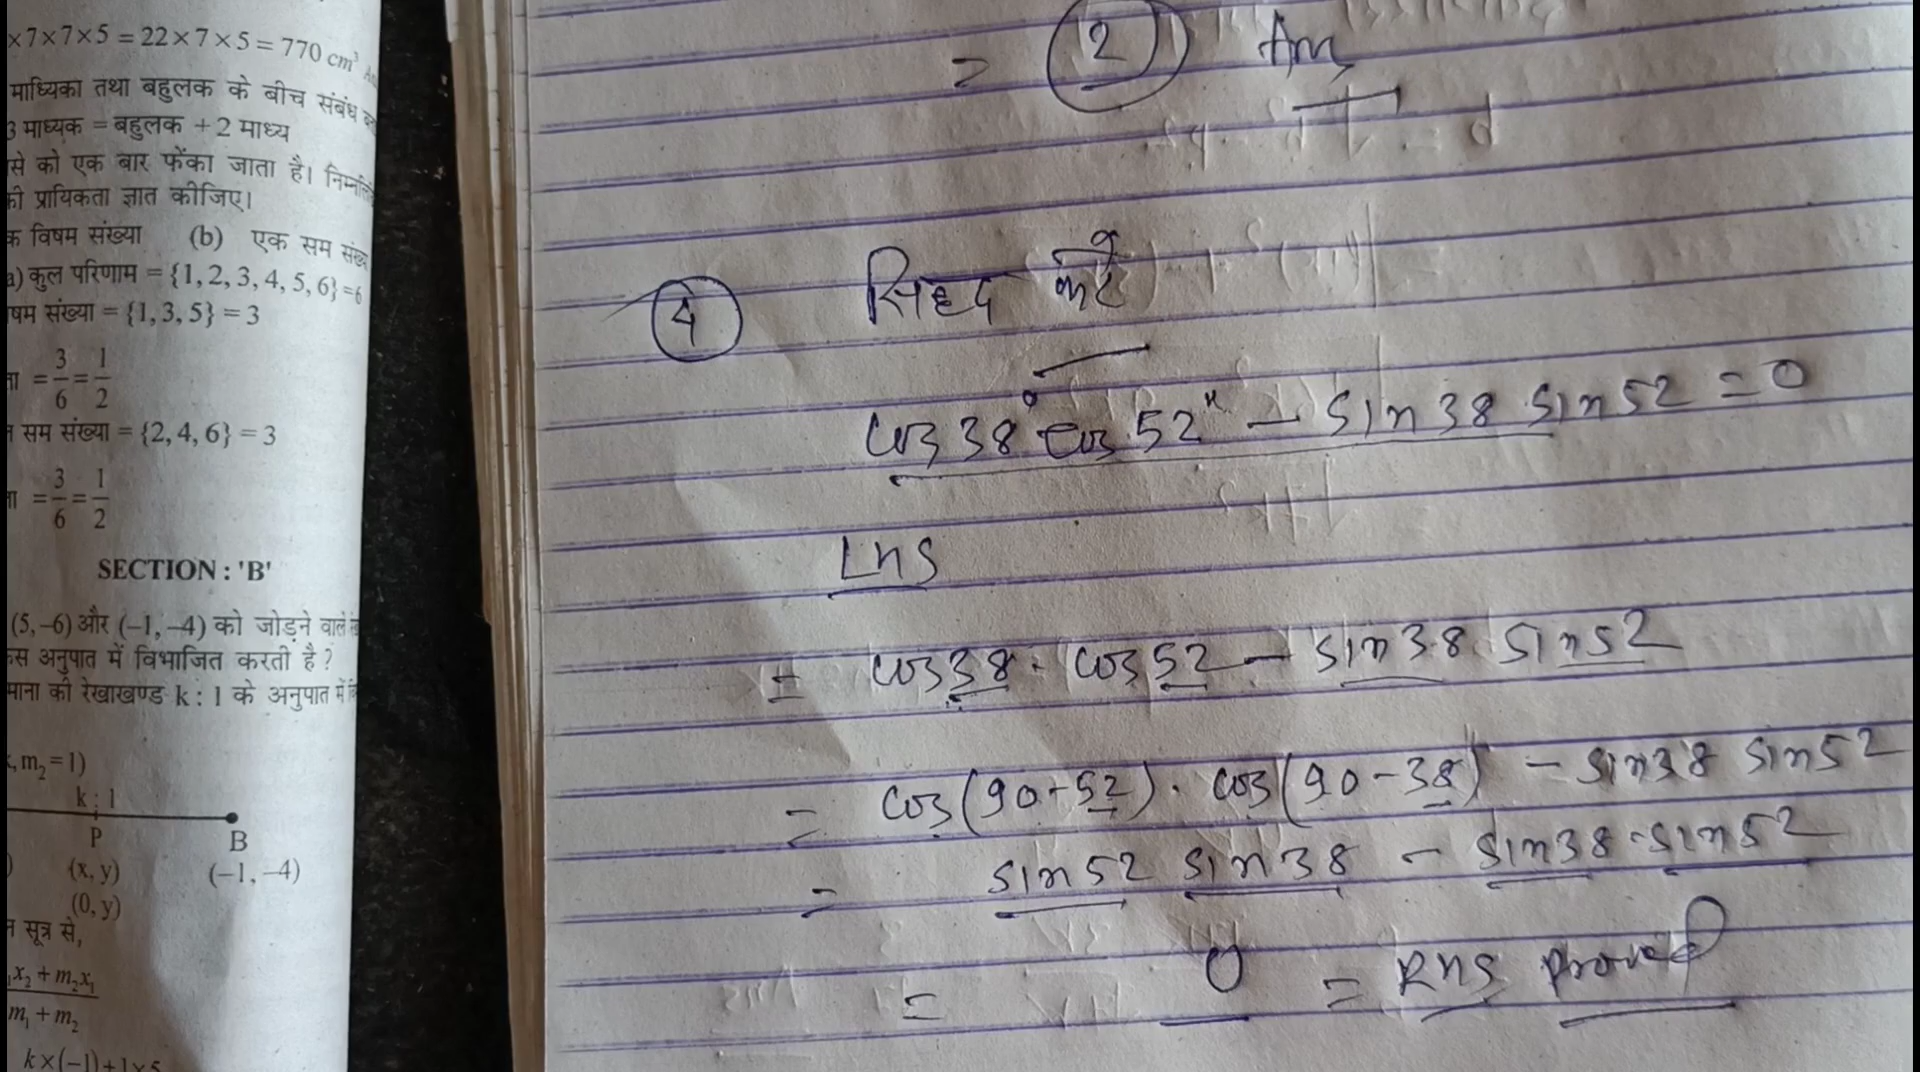 ×7×7×5 = 22×7×5 = 770 cm³
माध्यिका तथा बहुलक के बीच संबंध
3 माध्यक = बहुलक + 2 माध्य
से को एक बार फेंका जाता है।
की प्रायिकता ज्ञात कीजिए।
क विषम संख्या (b) एक सम संख्य
a) कुल परिणाम = {1, 2, 3, 4, 5, 6} = 6
षम संख्या = {1, 3, 5} = 3
= 3/6 = 1/2
सम संख्या = {2, 4, 6} = 3
= 3/6 = 1/2
SECTION : 'B'
(5, –6) और (–1, –4) को जोड़ने वाले
स अनुपात में विभाजित करती है ?
माना की रेखाखण्ड k : 1 के अनुपात में
, m₂ = 1)
k : 1
P B
(x, y) (–1, –4)
(0, y)
सूत्र से,
x₂ + m₂x₁
m₁ + m₂
k×(–1)+1×5
= 2 Ans
4 सिद्ध करें
cos 38° cos 52° – sin 38 sin 52 = 0
LHS
= cos 38 · cos 52 – sin 38 sin 52
= cos (90 – 52) · cos (90 – 38) – sin 38 sin 52
= sin 52 sin 38 – sin 38 · sin 52
= 0 = RHS proved